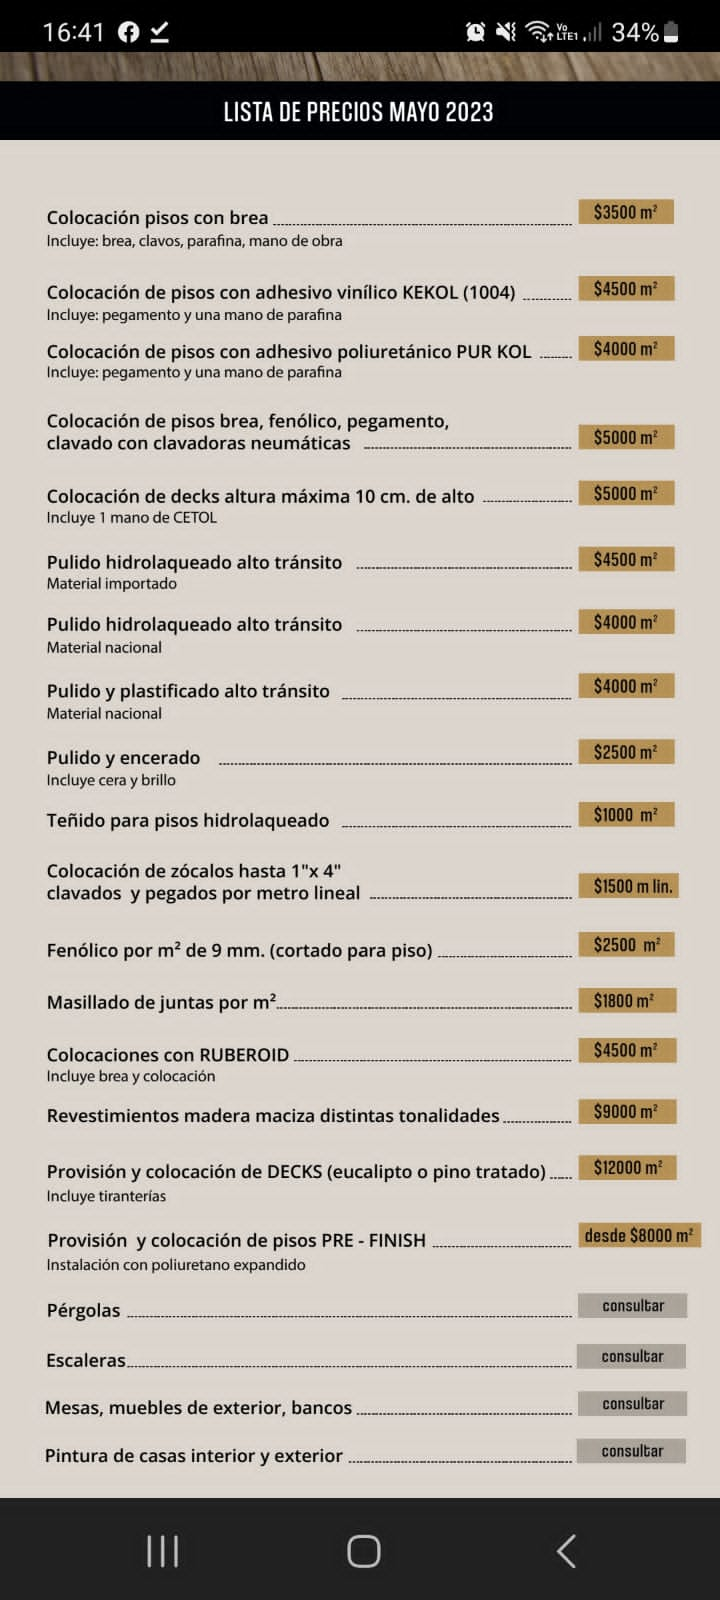 16:41
Vo
LTE1
34%
LISTA DE PRECIOS MAYO 2023
Colocación pisos con brea $3500 m²
Incluye: brea, clavos, parafina, mano de obra
Colocación de pisos con adhesivo vinílico KEKOL (1004) $4500 m²
Incluye: pegamento y una mano de parafina
Colocación de pisos con adhesivo poliuretánico PUR KOL $4000 m²
Incluye: pegamento y una mano de parafina
Colocación de pisos brea, fenólico, pegamento,
clavado con clavadoras neumáticas $5000 m²
Colocación de decks altura máxima 10 cm. de alto $5000 m²
Incluye 1 mano de CETOL
Pulido hidrolaqueado alto tránsito $4500 m²
Material importado
Pulido hidrolaqueado alto tránsito $4000 m²
Material nacional
Pulido y plastificado alto tránsito $4000 m²
Material nacional
Pulido y encerado $2500 m²
Incluye cera y brillo
Teñido para pisos hidrolaqueado $1000 m²
Colocación de zócalos hasta 1"x 4"
clavados y pegados por metro lineal $1500 m lin.
Fenólico por m² de 9 mm. (cortado para piso) $2500 m²
Masillado de juntas por m² $1800 m²
Colocaciones con RUBEROID $4500 m²
Incluye brea y colocación
Revestimientos madera maciza distintas tonalidades $9000 m²
Provisión y colocación de DECKS (eucalipto o pino tratado) $12000 m²
Incluye tiranterías
Provisión y colocación de pisos PRE - FINISH desde $8000 m²
Instalación con poliuretano expandido
Pérgolas consultar
Escaleras consultar
Mesas, muebles de exterior, bancos consultar
Pintura de casas interior y exterior consultar